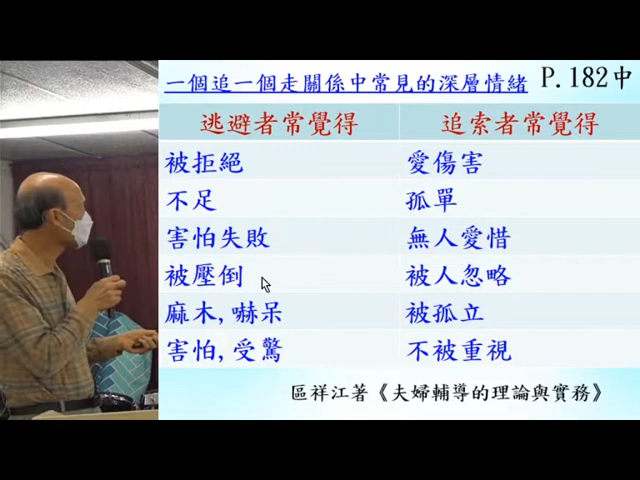 一個追一個走關係中常見的深層情緒 P.182中
逃避者常覺得 追索者常覺得
被拒絕 愛傷害
不足 孤單
害怕失敗 無人愛惜
被壓倒 被人忽略
麻木,嚇呆 被孤立
害怕,受驚 不被重視
區祥江著《夫婦輔導的理論與實務》